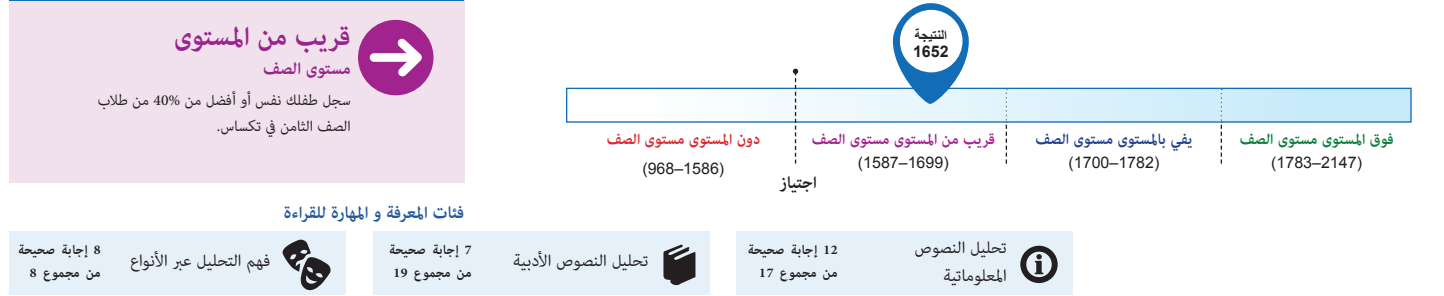 قريب من المستوى
مستوى الصف
سجل طفلك نفس أو أفضل من 40% من طلاب
الصف الثامن في تكساس.
النتيجة
1652
دون المستوى مستوى الصف
(968–1586)
اجتياز
قريب من المستوى مستوى الصف
(1587–1699)
يفي بالمستوى مستوى الصف
(1700–1782)
فوق المستوى مستوى الصف
(1783–2147)
فئات المعرفة و المهارة للقراءة
تحليل النصوص
المعلوماتية
12 إجابة صحيحة
من مجموع 17
تحليل النصوص الأدبية
7 إجابة صحيحة
من مجموع 19
فهم التحليل عبر الأنواع
8 إجابة صحيحة
من مجموع 8